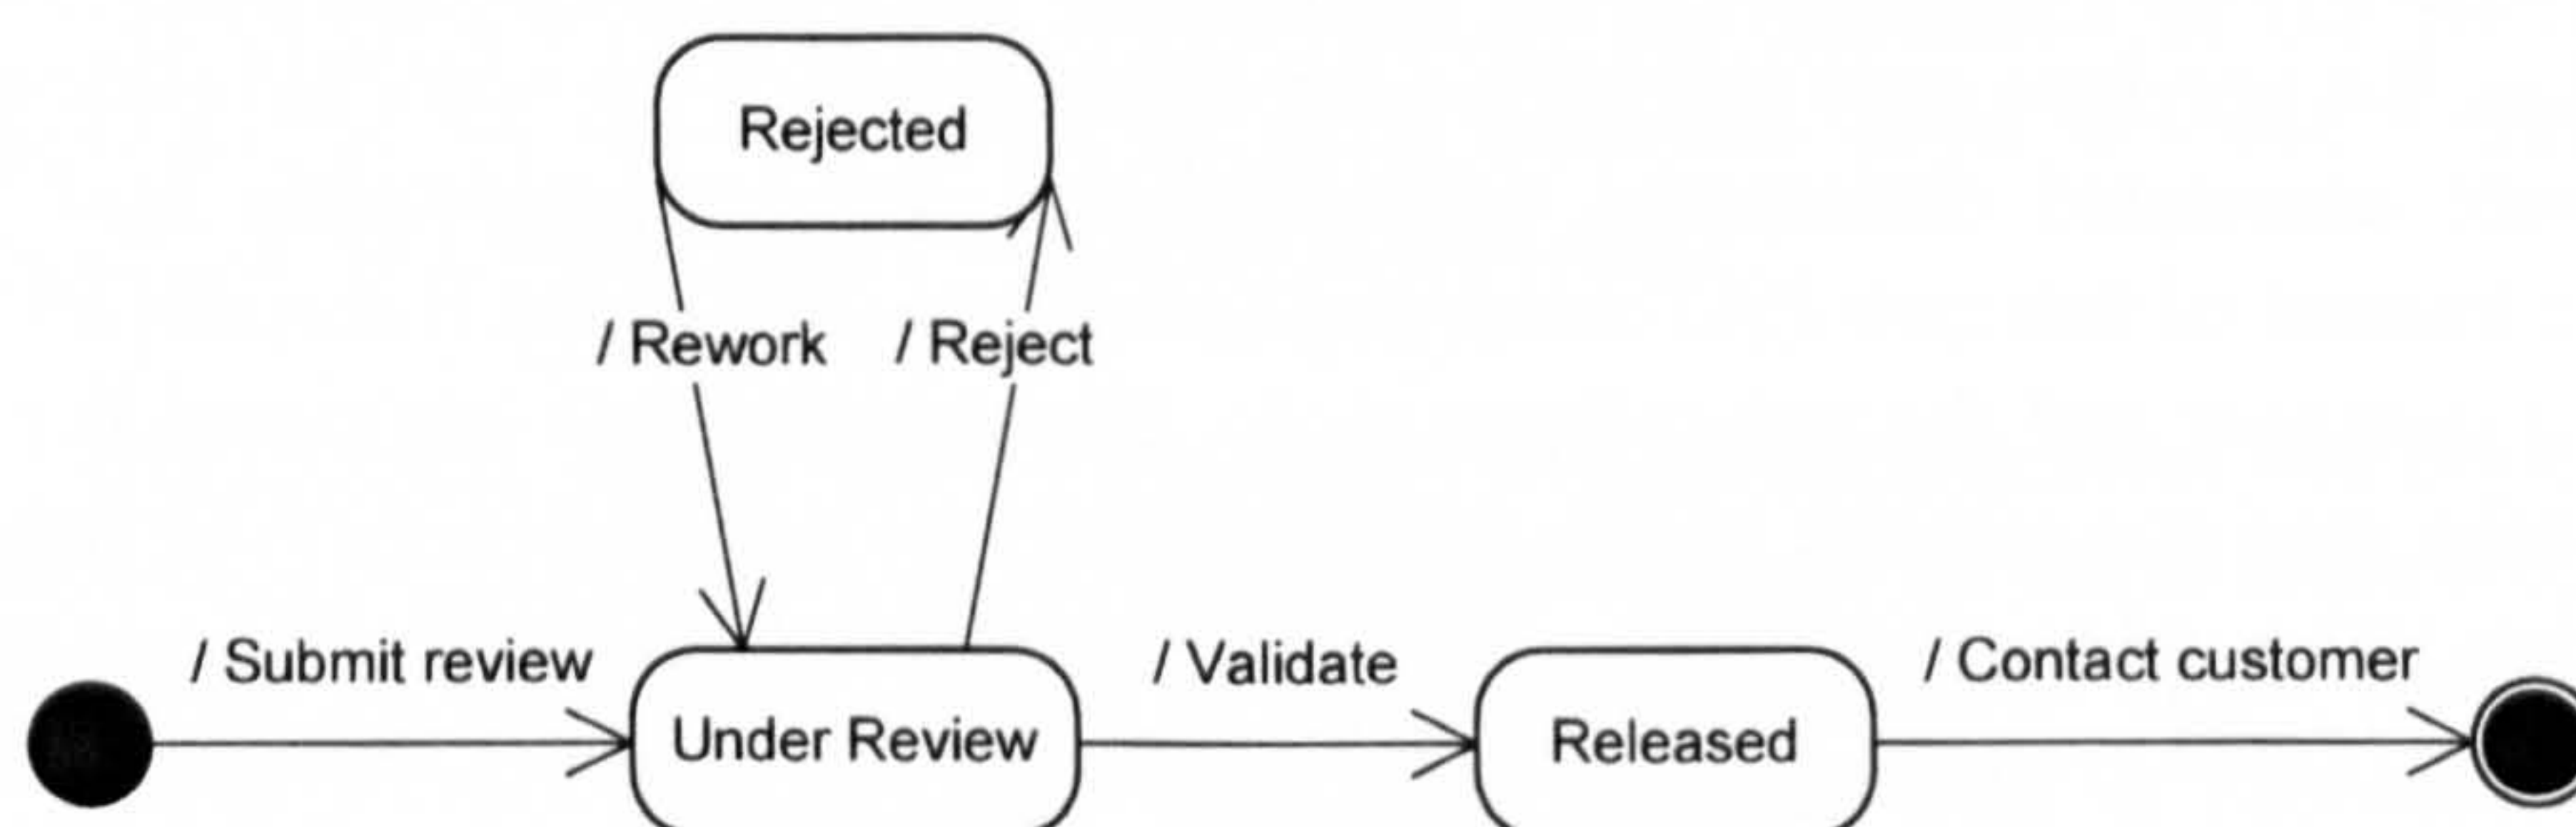 Rejected
/ Rework
/ Reject
/ Submit review
/ Validate
/ Contact customer
Under Review
Released